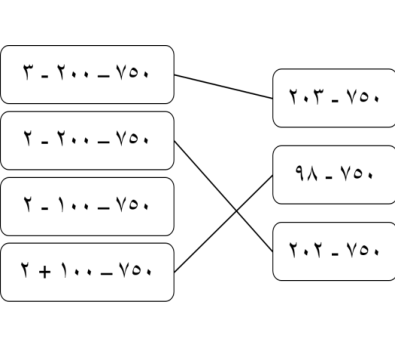 ٧٥٠ - ٢٠٣
٧٥٠ - ٩٨
٧٥٠ - ٢٠٢
٧٥٠ – ٢٠٠ - ٣
٧٥٠ – ٢٠٠ - ٢
٧٥٠ – ١٠٠ - ٢
٧٥٠ – ١٠٠ + ٢